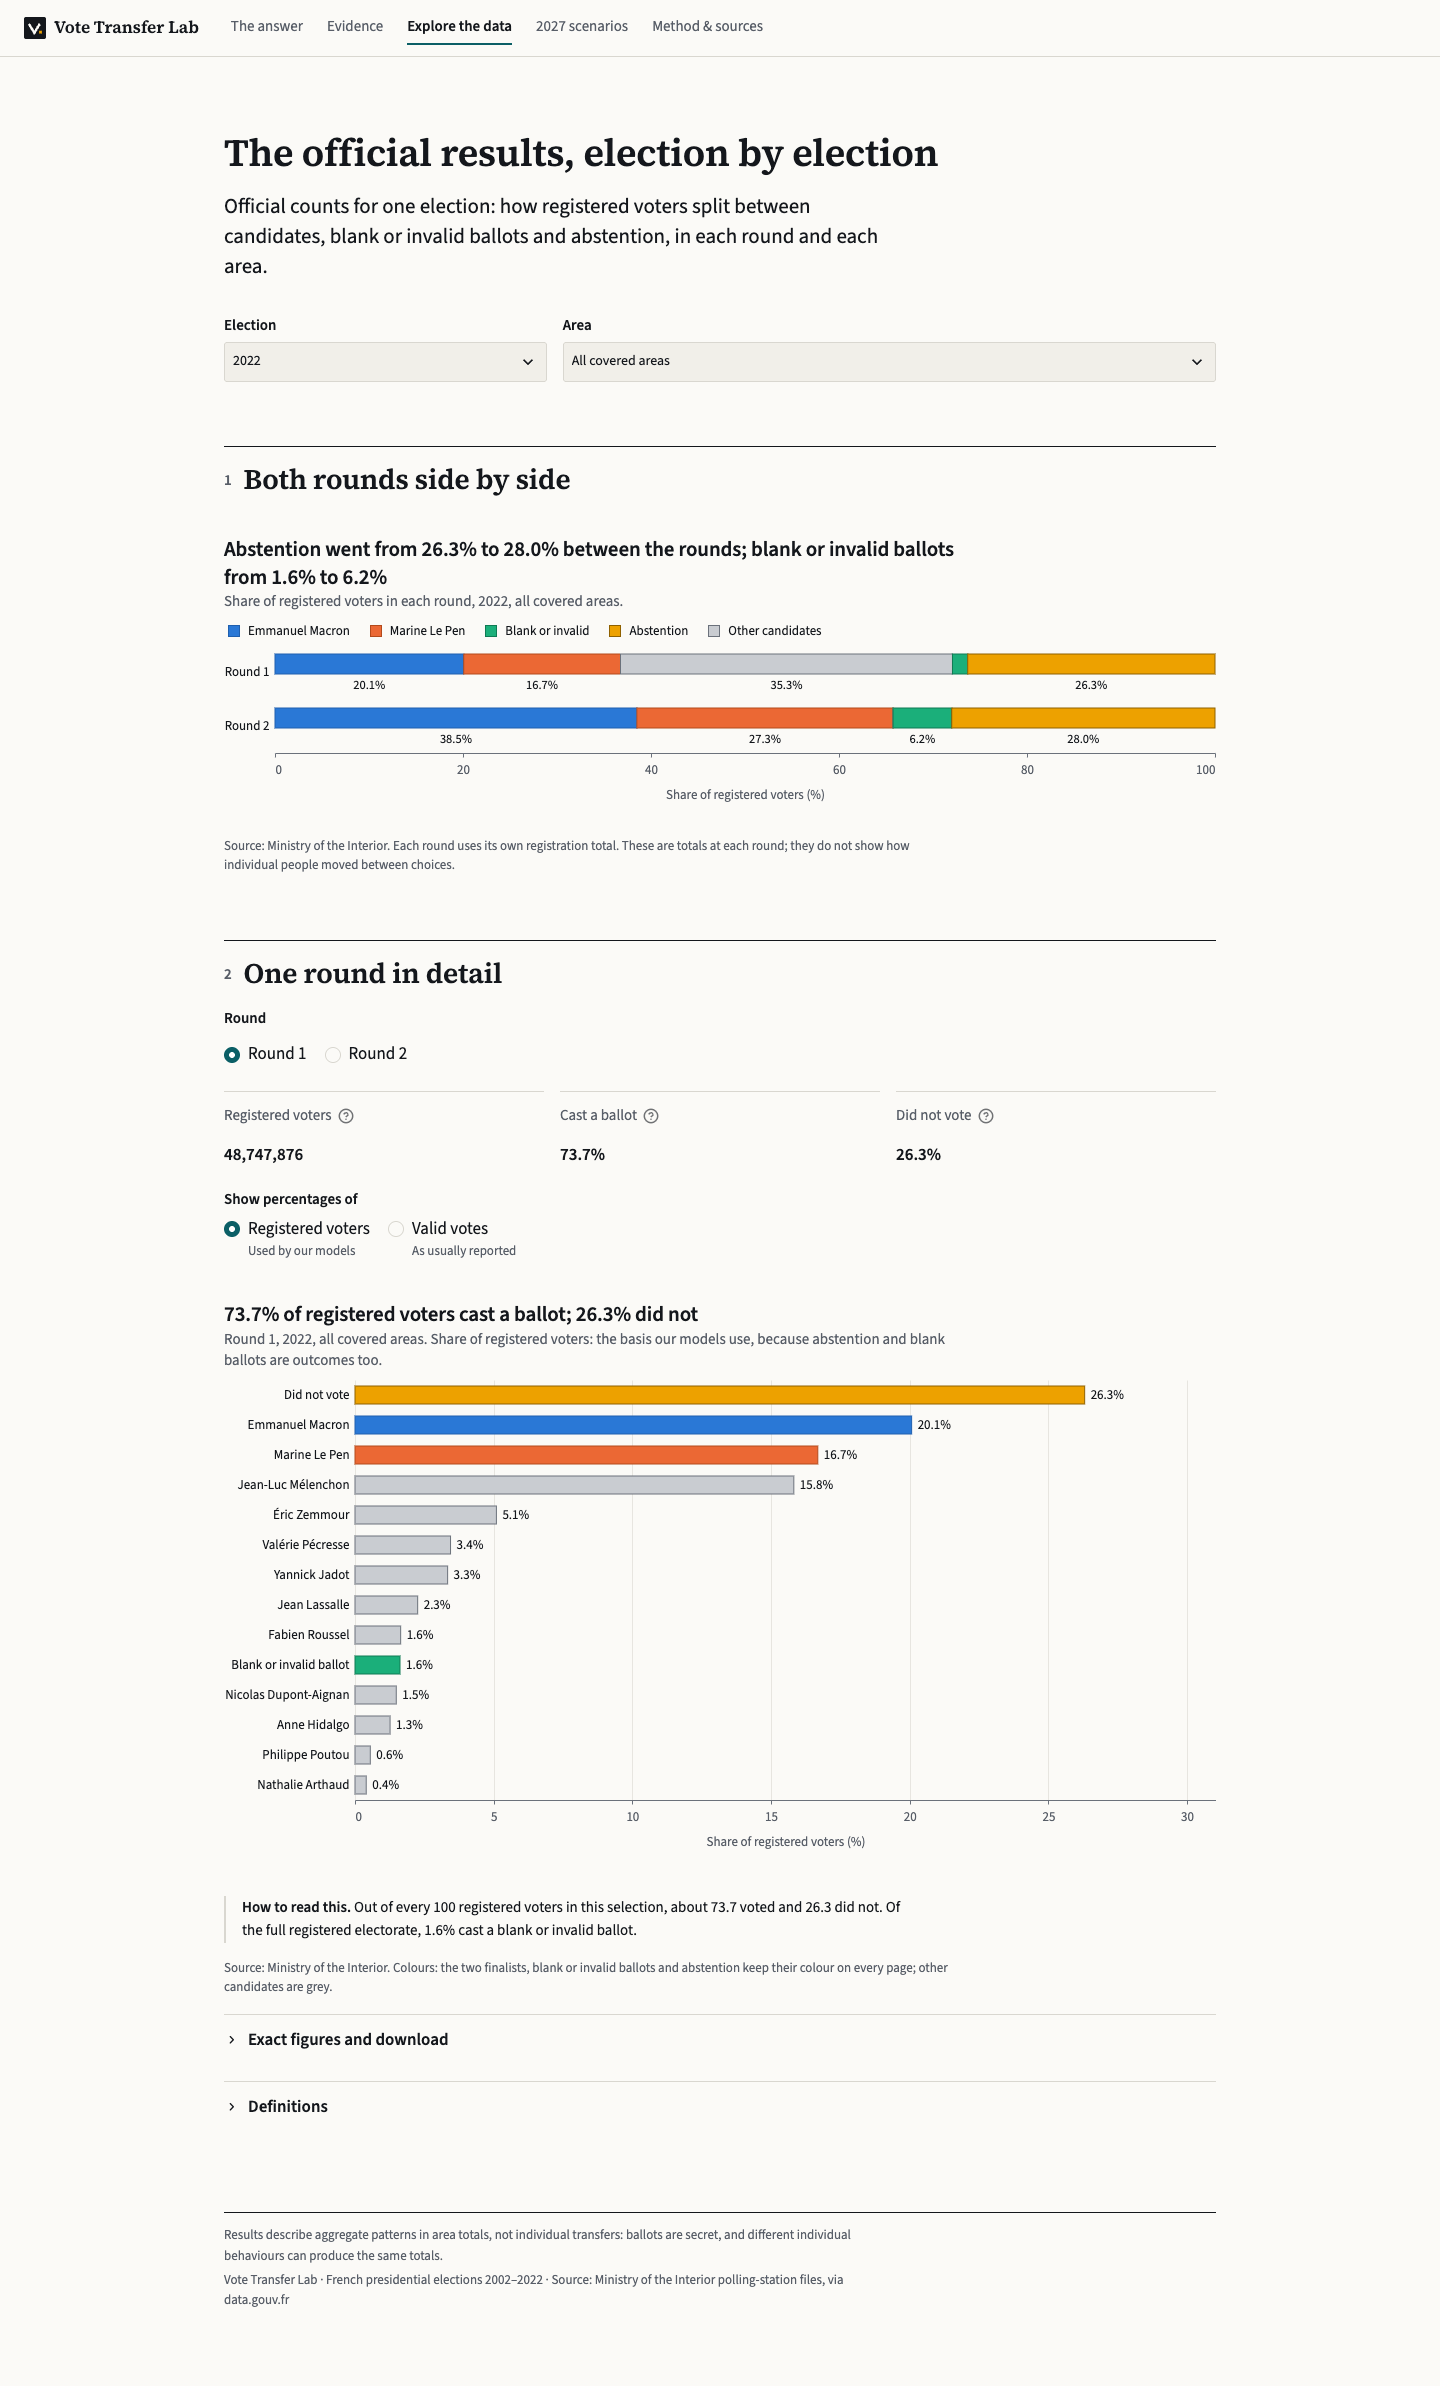 Vote Transfer Lab
The answer
Evidence
Explore the data
2027 scenarios
Method & sources
The official results, election by election
Official counts for one election: how registered voters split between
candidates, blank or invalid ballots and abstention, in each round and each
area.
Election
Area
2022
All covered areas
1 Both rounds side by side
Abstention went from 26.3% to 28.0% between the rounds; blank or invalid ballots
from 1.6% to 6.2%
Share of registered voters in each round, 2022, all covered areas.
Emmanuel Macron
Marine Le Pen
Blank or invalid
Abstention
Other candidates
Round 1
20.1%
16.7%
35.3%
26.3%
Round 2
38.5%
27.3%
6.2%
28.0%
0
20
40
60
80
100
Share of registered voters (%)
Source: Ministry of the Interior. Each round uses its own registration total. These are totals at each round; they do not show how
individual people moved between choices.
2 One round in detail
Round
Round 1
Round 2
Registered voters
Cast a ballot
Did not vote
48,747,876
73.7%
26.3%
Show percentages of
Registered voters
Valid votes
Used by our models
As usually reported
73.7% of registered voters cast a ballot; 26.3% did not
Round 1, 2022, all covered areas. Share of registered voters: the basis our models use, because abstention and blank
ballots are outcomes too.
Did not vote
26.3%
Emmanuel Macron
20.1%
Marine Le Pen
16.7%
Jean-Luc Mélenchon
15.8%
Éric Zemmour
5.1%
Valérie Pécresse
3.4%
Yannick Jadot
3.3%
Jean Lassalle
2.3%
Fabien Roussel
1.6%
Blank or invalid ballot
1.6%
Nicolas Dupont-Aignan
1.5%
Anne Hidalgo
1.3%
Philippe Poutou
0.6%
Nathalie Arthaud
0.4%
0
5
10
15
20
25
30
Share of registered voters (%)
How to read this. Out of every 100 registered voters in this selection, about 73.7 voted and 26.3 did not. Of
the full registered electorate, 1.6% cast a blank or invalid ballot.
Source: Ministry of the Interior. Colours: the two finalists, blank or invalid ballots and abstention keep their colour on every page; other
candidates are grey.
Exact figures and download
Definitions
Results describe aggregate patterns in area totals, not individual transfers: ballots are secret, and different individual
behaviours can produce the same totals.
Vote Transfer Lab · French presidential elections 2002–2022 · Source: Ministry of the Interior polling-station files, via
data.gouv.fr